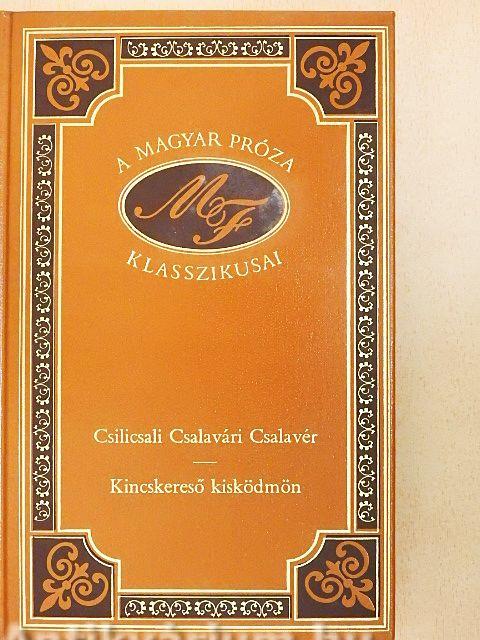 A MAGYAR PRÓZA
MF
KLASSZIKUSAI
Csilicsali Csalavári Csalavér
Kincskereső kisködmön